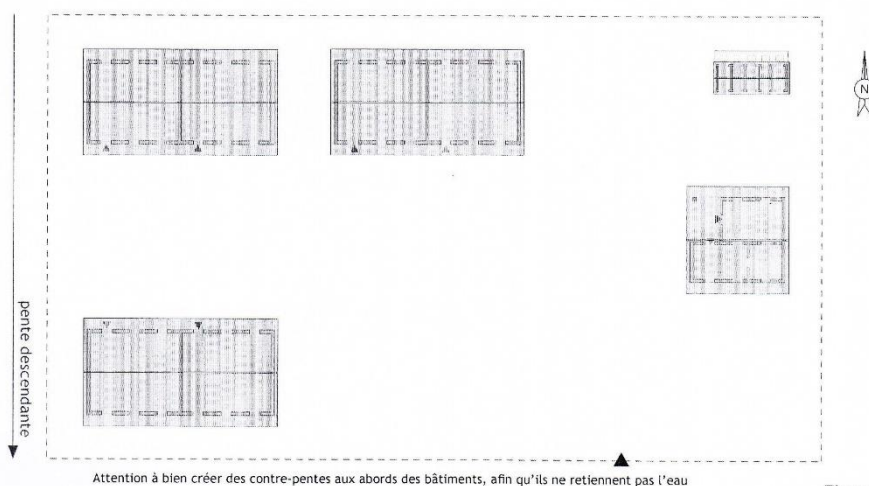 N
pente descendante
Attention à bien créer des contre-pentes aux abords des bâtiments, afin qu'ils ne retiennent pas l'eau